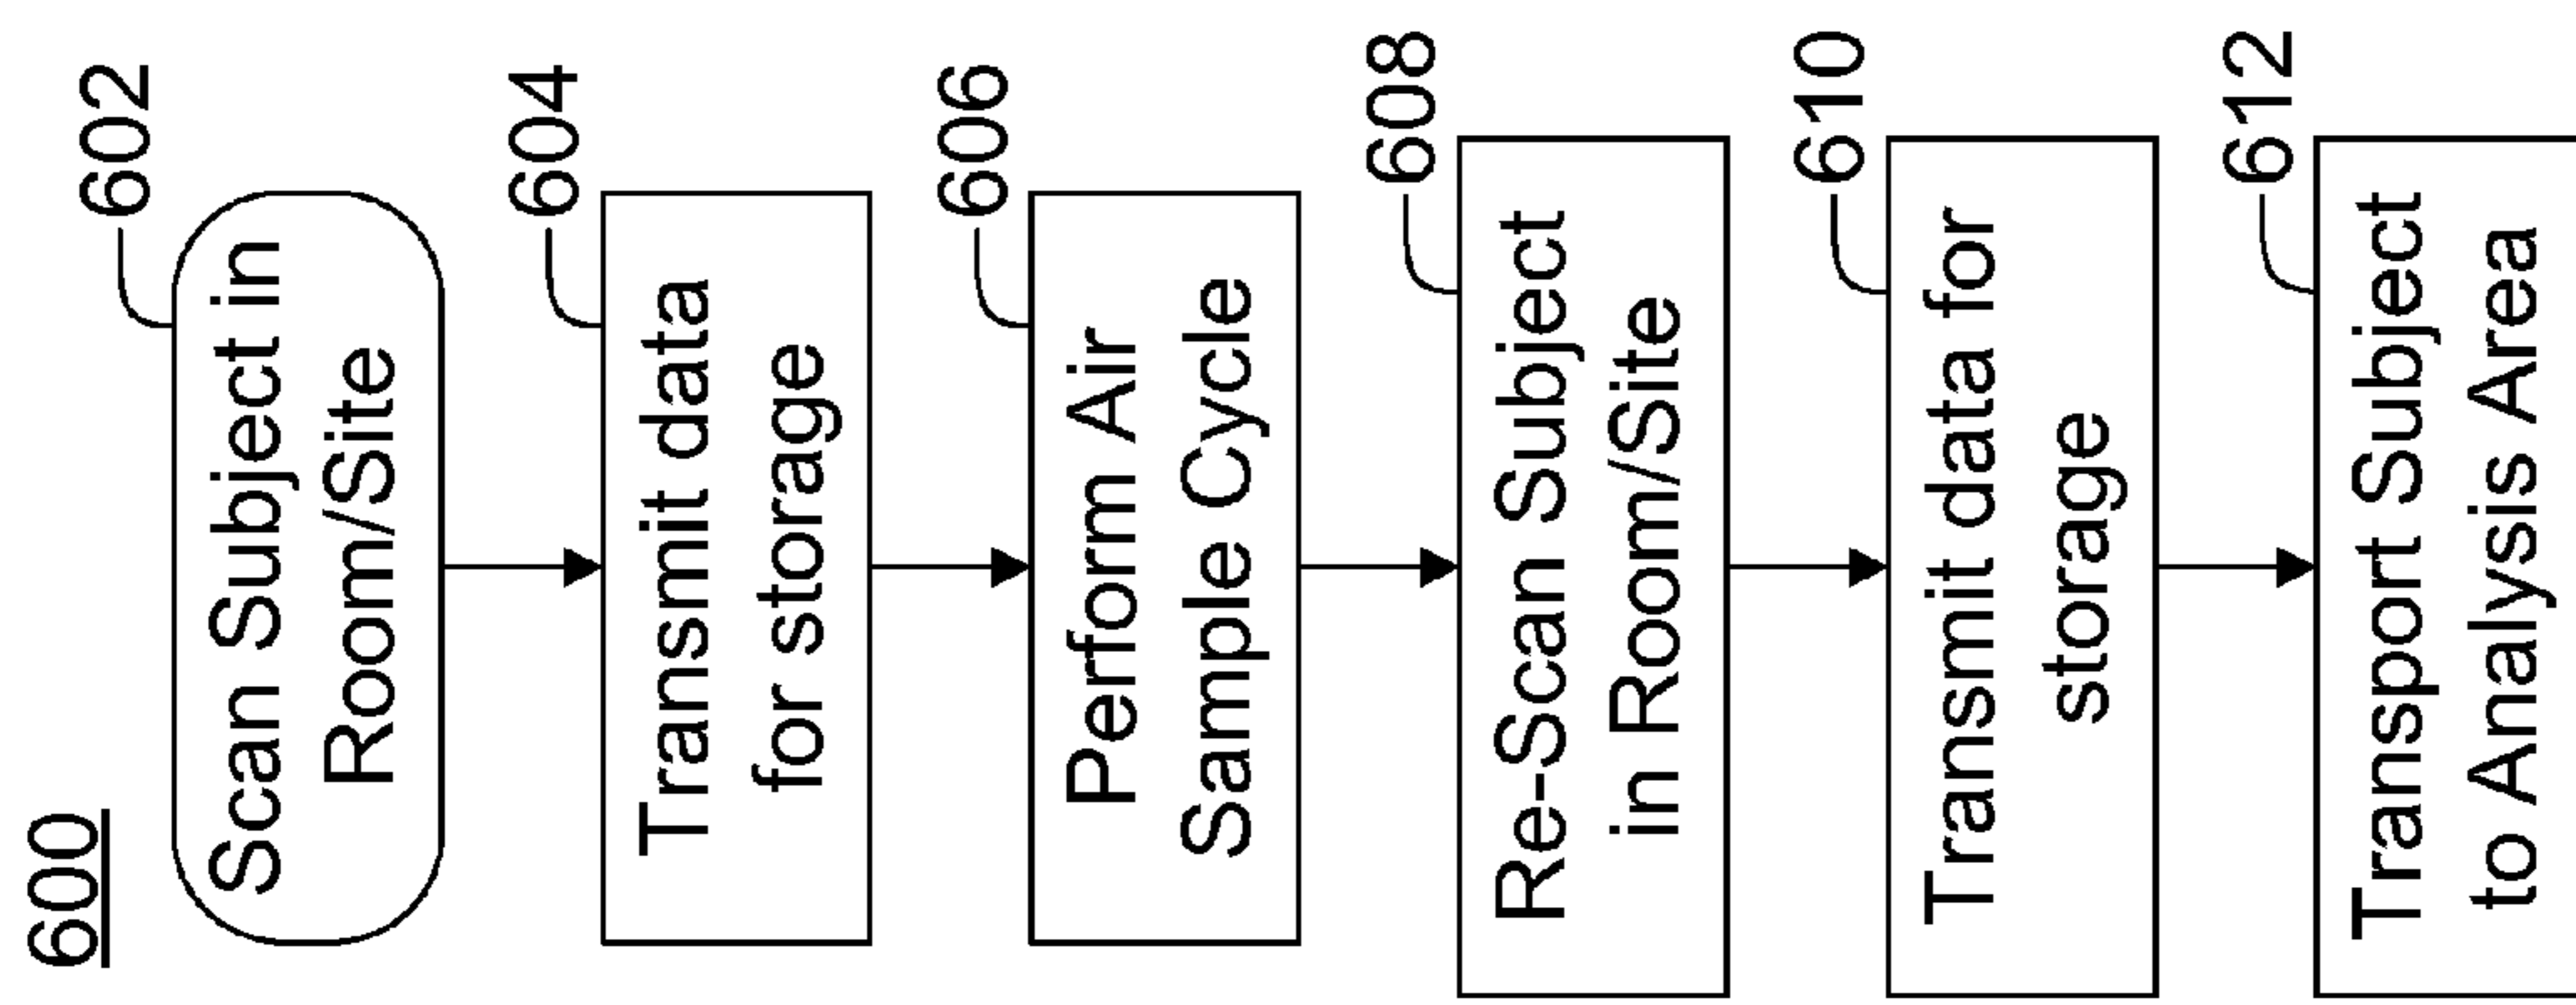 600
602
Scan Subject in
Room/Site
604
Transmit data
for storage
606
Perform Air
Sample Cycle
608
Re-Scan Subject
in Room/Site
610
Transmit data for
storage
612
Transport Subject
to Analysis Area